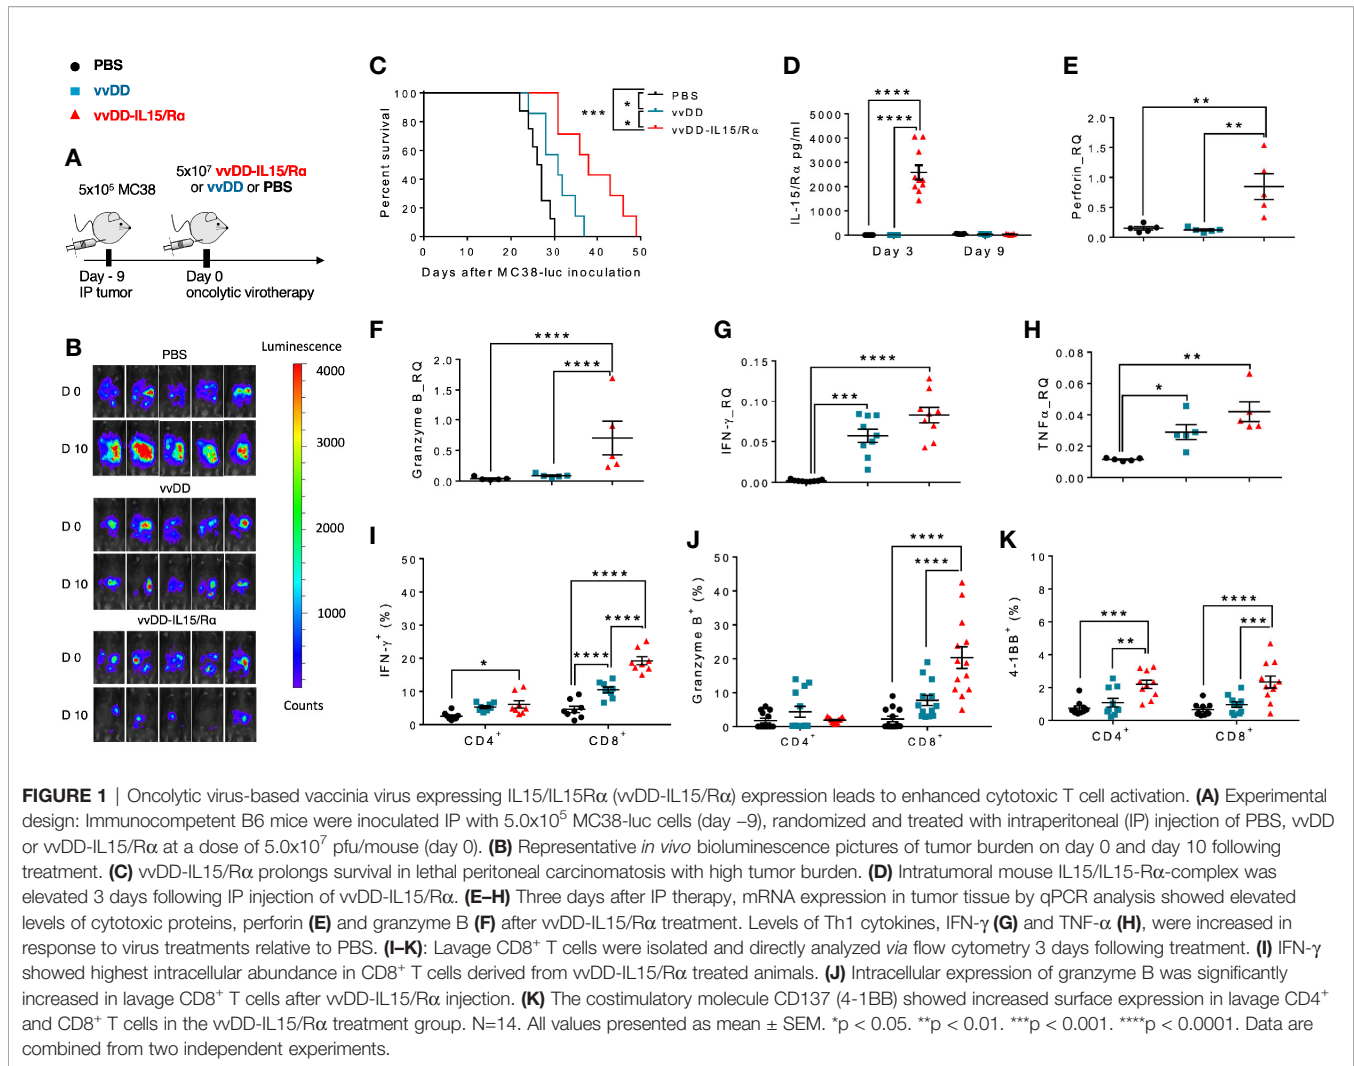 PBS
vvDD
vvDD-IL15/Rα
A
5x10⁵ MC38
5x10⁷ vvDD-IL15/Rα
or vvDD or PBS
Day - 9
IP tumor
Day 0
oncolytic virotherapy
B
PBS
Luminescence
D 0
D 10
vvDD
D 0
D 10
vvDD-IL15/Rα
D 0
D 10
4000
3000
2000
1000
Counts
C
Percent survival
100
80
60
40
20
0
0 10 20 30 40 50
Days after MC38-luc inoculation
***
*
*
PBS
vvDD
vvDD-IL15/Rα
D
IL-15/Rα pg/ml
5000
4000
3000
2000
1000
0
****
****
Day 3 Day 9
E
Perforin_RQ
2.0
1.5
1.0
0.5
0.0
**
**
F
Granzyme B_RQ
2.0
1.5
1.0
0.5
0.0
****
****
G
IFN-γ_RQ
0.15
0.10
0.05
0.00
****
***
H
TNFα_RQ
0.08
0.06
0.04
0.02
0.00
**
*
I
IFN-γ⁺ (%)
50
40
30
20
10
0
*
****
****
****
CD4⁺ CD8⁺
J
Granzyme B⁺ (%)
50
40
30
20
10
0
****
****
CD4⁺ CD8⁺
K
4-1BB⁺ (%)
10
8
6
4
2
0
***
**
****
***
CD4⁺ CD8⁺
FIGURE 1 | Oncolytic virus-based vaccinia virus expressing IL15/IL15Rα (vvDD-IL15/Rα) expression leads to enhanced cytotoxic T cell activation. (A) Experimental
design: Immunocompetent B6 mice were inoculated IP with 5.0x10⁵ MC38-luc cells (day −9), randomized and treated with intraperitoneal (IP) injection of PBS, vvDD
or vvDD-IL15/Rα at a dose of 5.0x10⁷ pfu/mouse (day 0). (B) Representative in vivo bioluminescence pictures of tumor burden on day 0 and day 10 following
treatment. (C) vvDD-IL15/Rα prolongs survival in lethal peritoneal carcinomatosis with high tumor burden. (D) Intratumoral mouse IL15/IL15-Rα-complex was
elevated 3 days following IP injection of vvDD-IL15/Rα. (E–H) Three days after IP therapy, mRNA expression in tumor tissue by qPCR analysis showed elevated
levels of cytotoxic proteins, perforin (E) and granzyme B (F) after vvDD-IL15/Rα treatment. Levels of Th1 cytokines, IFN-γ (G) and TNF-α (H), were increased in
response to virus treatments relative to PBS. (I–K): Lavage CD8⁺ T cells were isolated and directly analyzed via flow cytometry 3 days following treatment. (I) IFN-γ
showed highest intracellular abundance in CD8⁺ T cells derived from vvDD-IL15/Rα treated animals. (J) Intracellular expression of granzyme B was significantly
increased in lavage CD8⁺ T cells after vvDD-IL15/Rα injection. (K) The costimulatory molecule CD137 (4-1BB) showed increased surface expression in lavage CD4⁺
and CD8⁺ T cells in the vvDD-IL15/Rα treatment group. N=14. All values presented as mean ± SEM. *p < 0.05. **p < 0.01. ***p < 0.001. ****p < 0.0001. Data are
combined from two independent experiments.